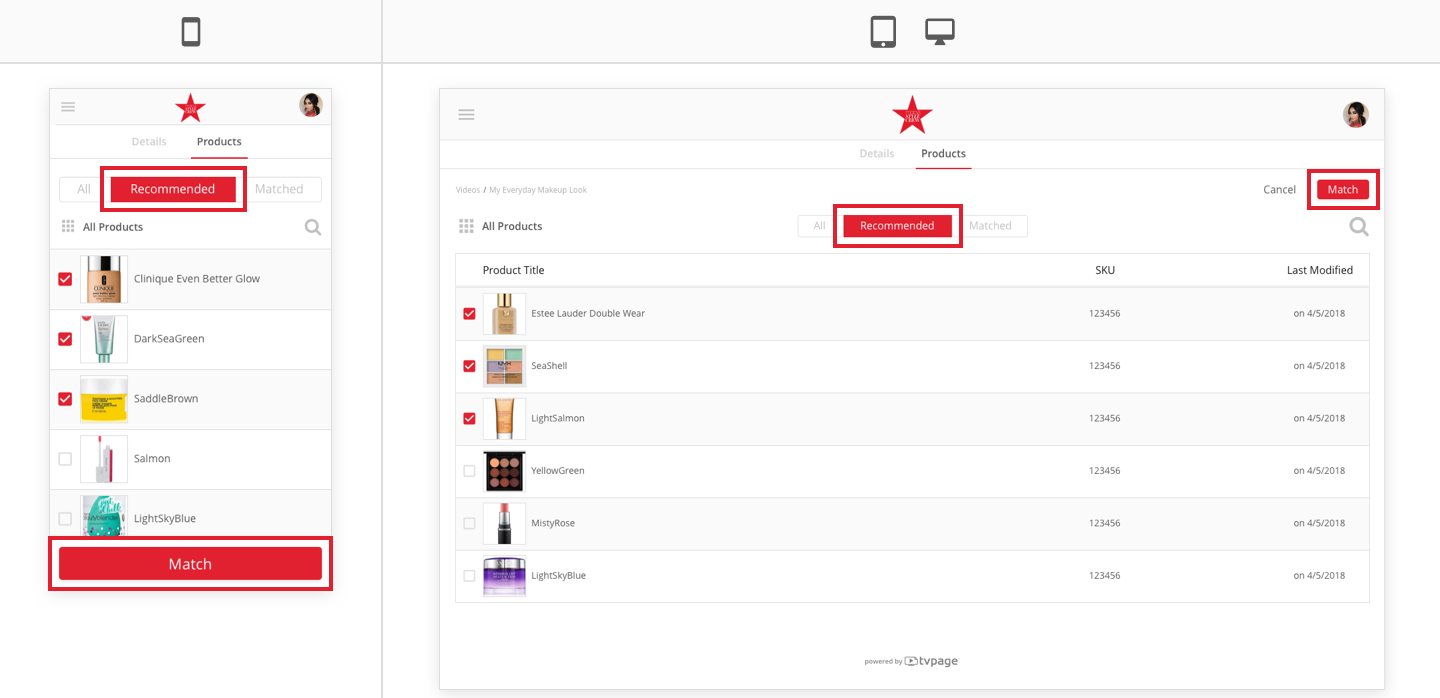 Details Products
All Recommended Matched
All Products
Clinique Even Better Glow
CLINIQUE
DarkSeaGreen
SaddleBrown
Salmon
LightSkyBlue
Match
Details Products
Videos / My Everyday Makeup Look
Cancel Match
All Products
All Recommended Matched
Product Title SKU Last Modified
Estee Lauder Double Wear 123456 on 4/5/2018
SeaShell 123456 on 4/5/2018
NYX
LightSalmon 123456 on 4/5/2018
YellowGreen 123456 on 4/5/2018
MistyRose 123456 on 4/5/2018
LightSkyBlue 123456 on 4/5/2018
powered by tvpage